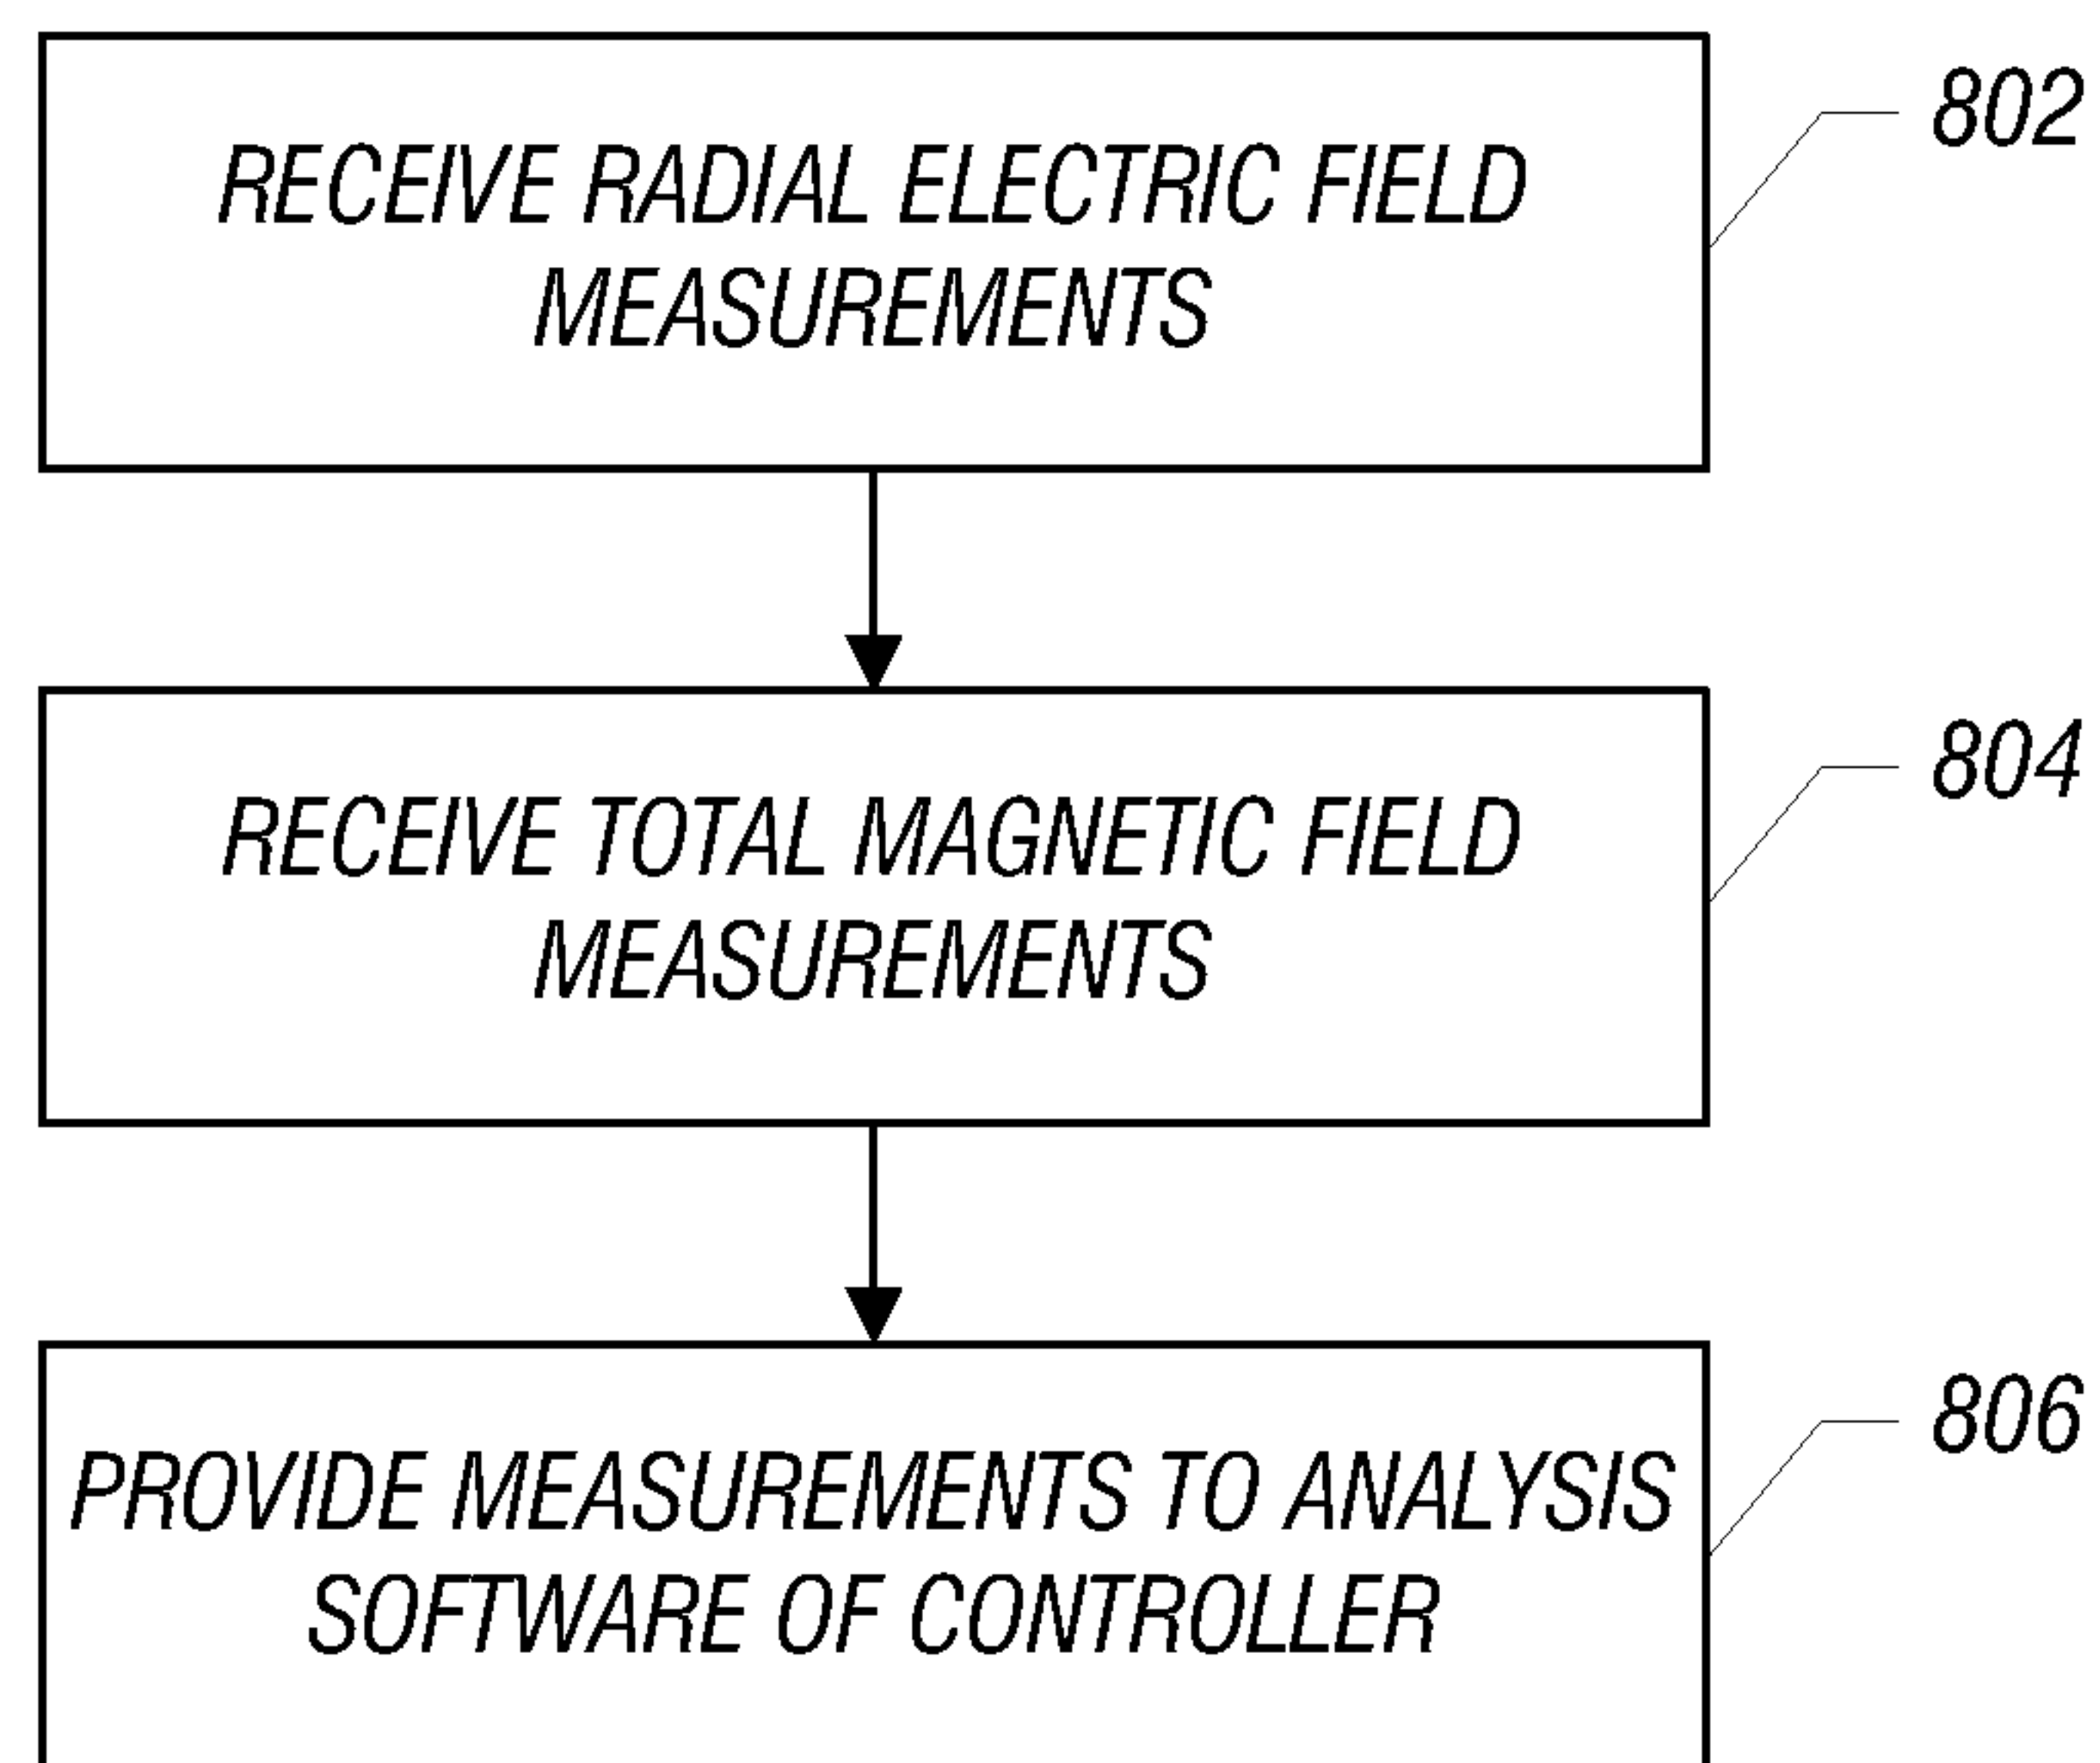 RECEIVE RADIAL ELECTRIC FIELD
MEASUREMENTS
802
RECEIVE TOTAL MAGNETIC FIELD
MEASUREMENTS
804
PROVIDE MEASUREMENTS TO ANALYSIS
SOFTWARE OF CONTROLLER
806